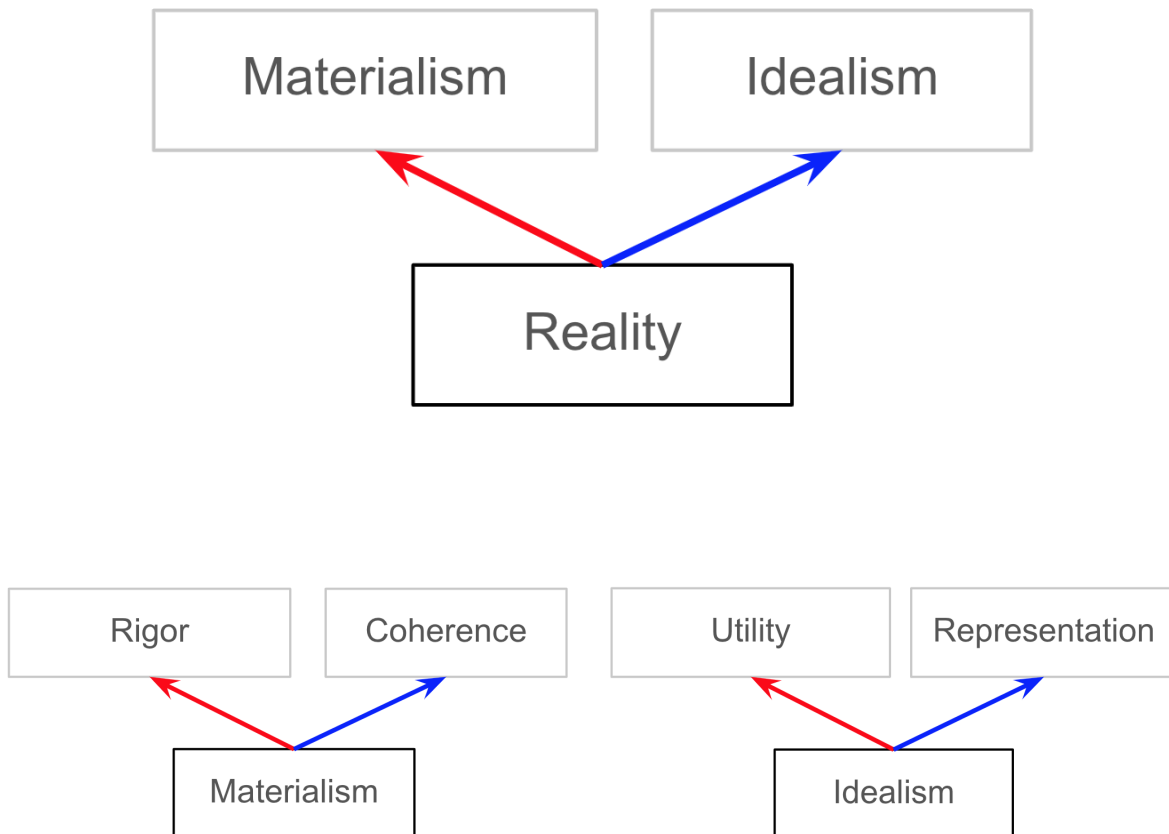 Materialism
Idealism
Reality
Rigor
Coherence
Utility
Representation
Materialism
Idealism